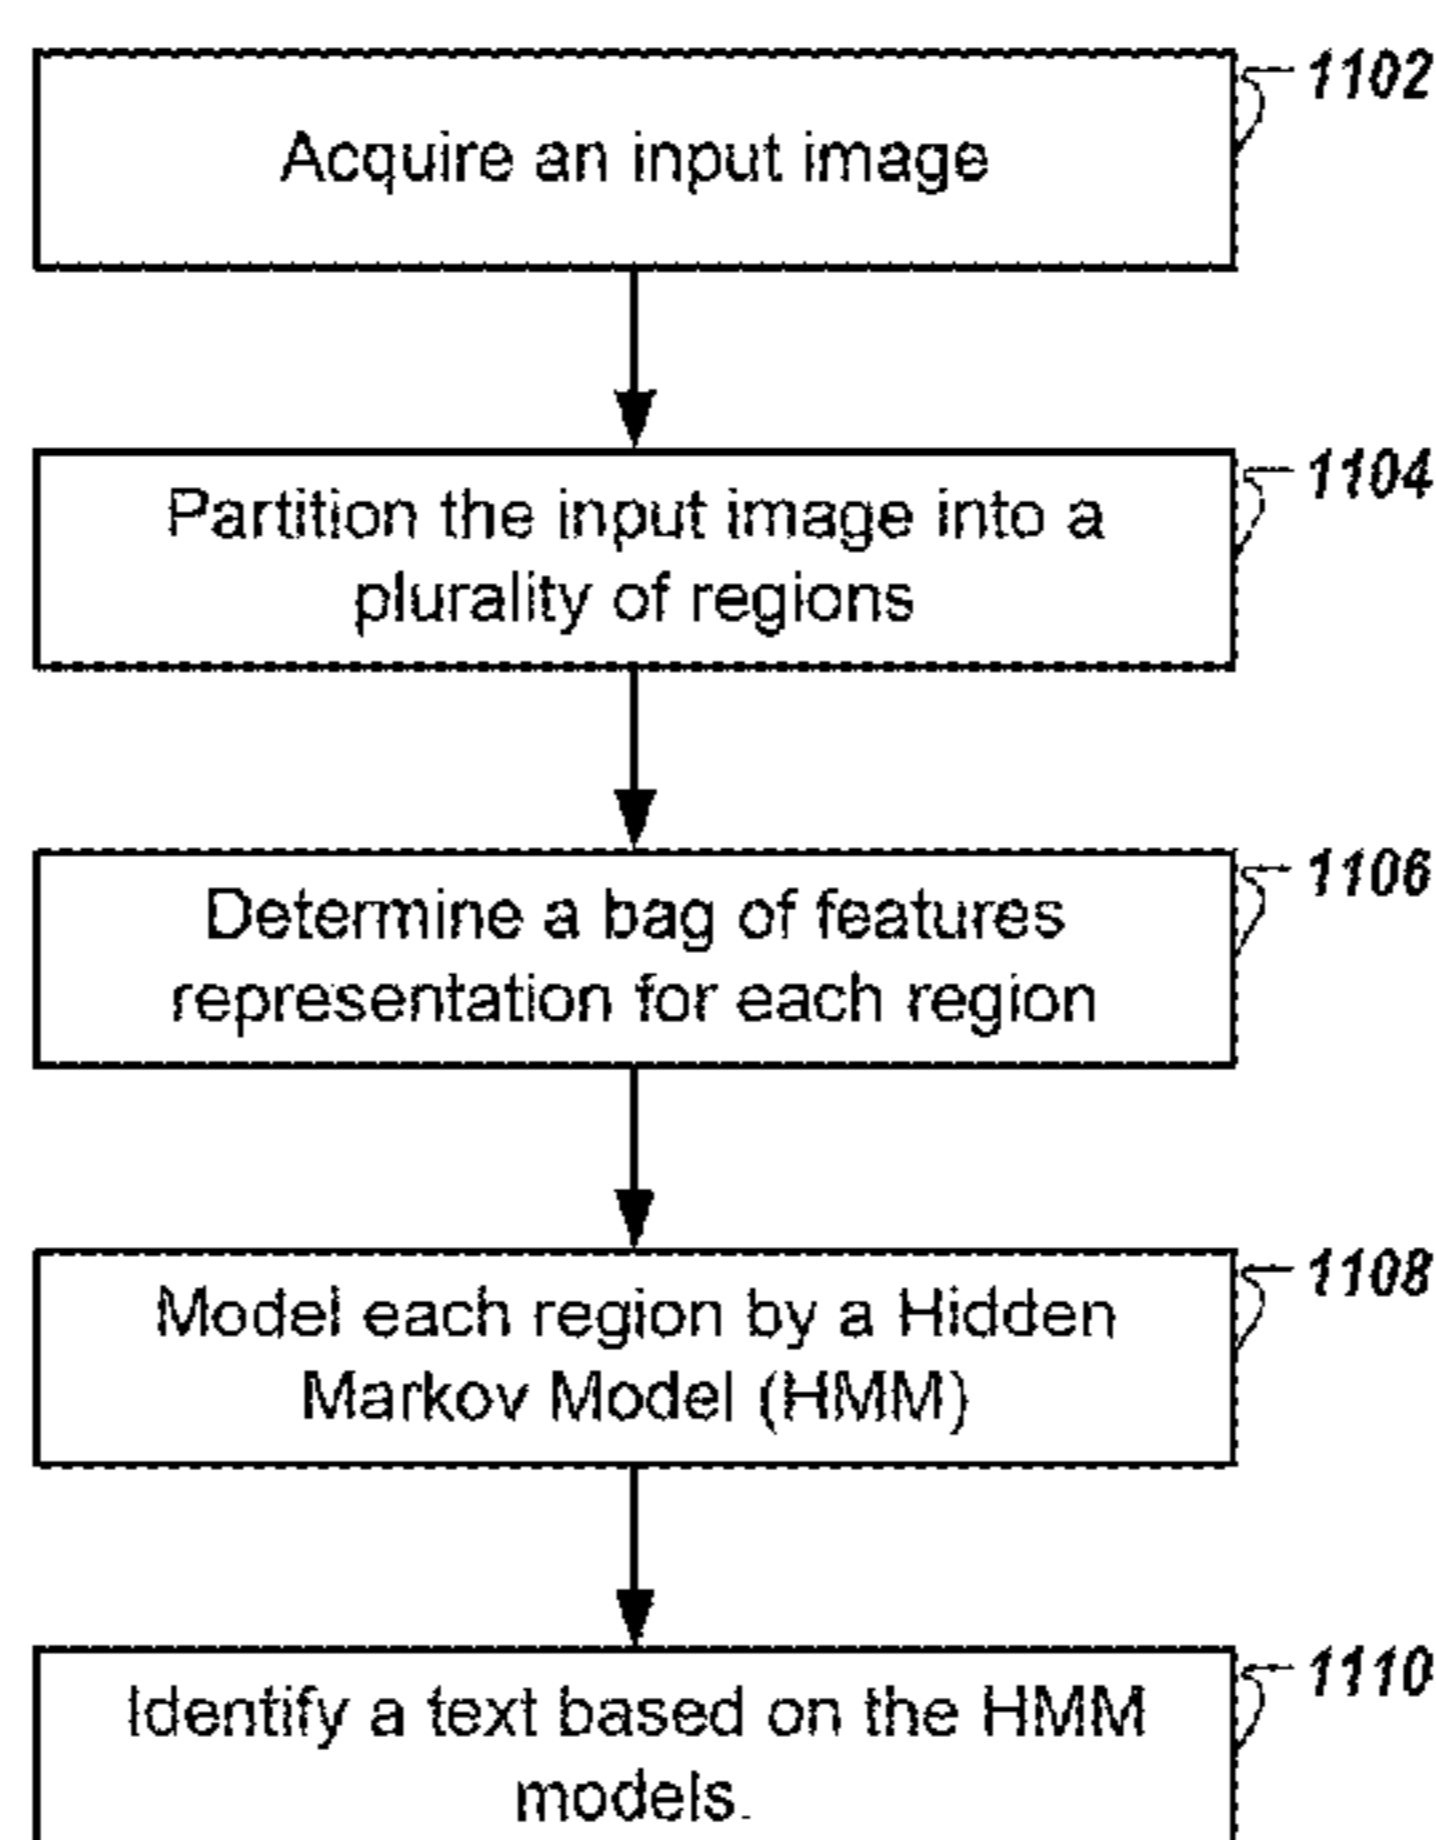 1102
Acquire an input image
1104
Partition the input image into a
plurality of regions
1106
Determine a bag of features
representation for each region
1108
Model each region by a Hidden
Markov Model (HMM)
1110
Identify a text based on the HMM
models.